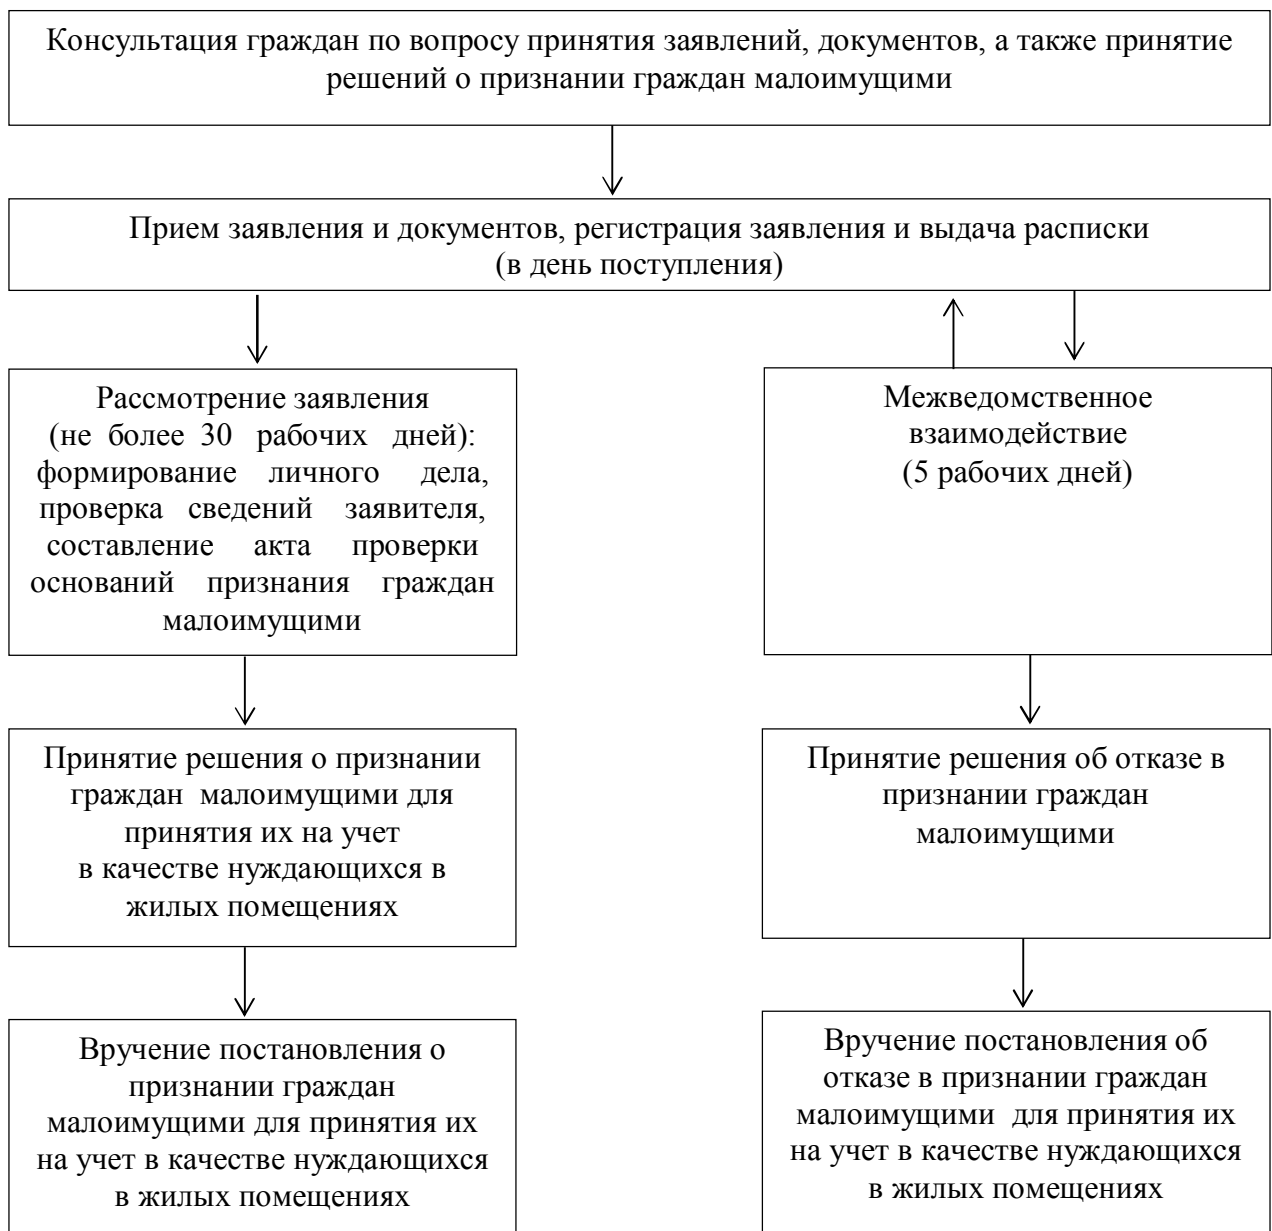 Консультация граждан по вопросу принятия заявлений, документов, а также принятие
решений о признании граждан малоимущими
Прием заявления и документов, регистрация заявления и выдача расписки
(в день поступления)
Рассмотрение заявления
(не более 30 рабочих дней):
формирование личного дела,
проверка сведений заявителя,
составление акта проверки
оснований признания граждан
малоимущими
Межведомственное
взаимодействие
(5 рабочих дней)
Принятие решения о признании
граждан малоимущими для
принятия их на учет
в качестве нуждающихся в
жилых помещениях
Принятие решения об отказе в
признании граждан
малоимущими
Вручение постановления о
признании граждан
малоимущими для принятия их
на учет в качестве нуждающихся
в жилых помещениях
Вручение постановления об
отказе в признании граждан
малоимущими для принятия их
на учет в качестве нуждающихся
в жилых помещениях